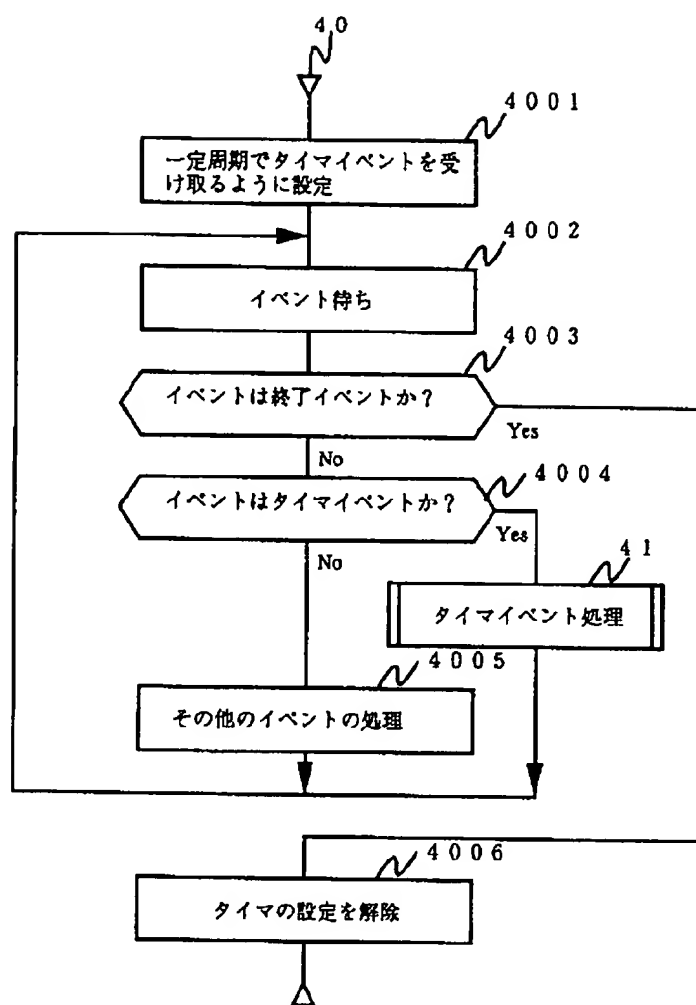 40
4001
一定周期でタイマイベントを受
け取るように設定
4002
イベント待ち
4003
イベントは終了イベントか？
Yes
No
4004
イベントはタイマイベントか？
Yes
No
41
タイマイベント処理
4005
その他のイベントの処理
4006
タイマの設定を解除